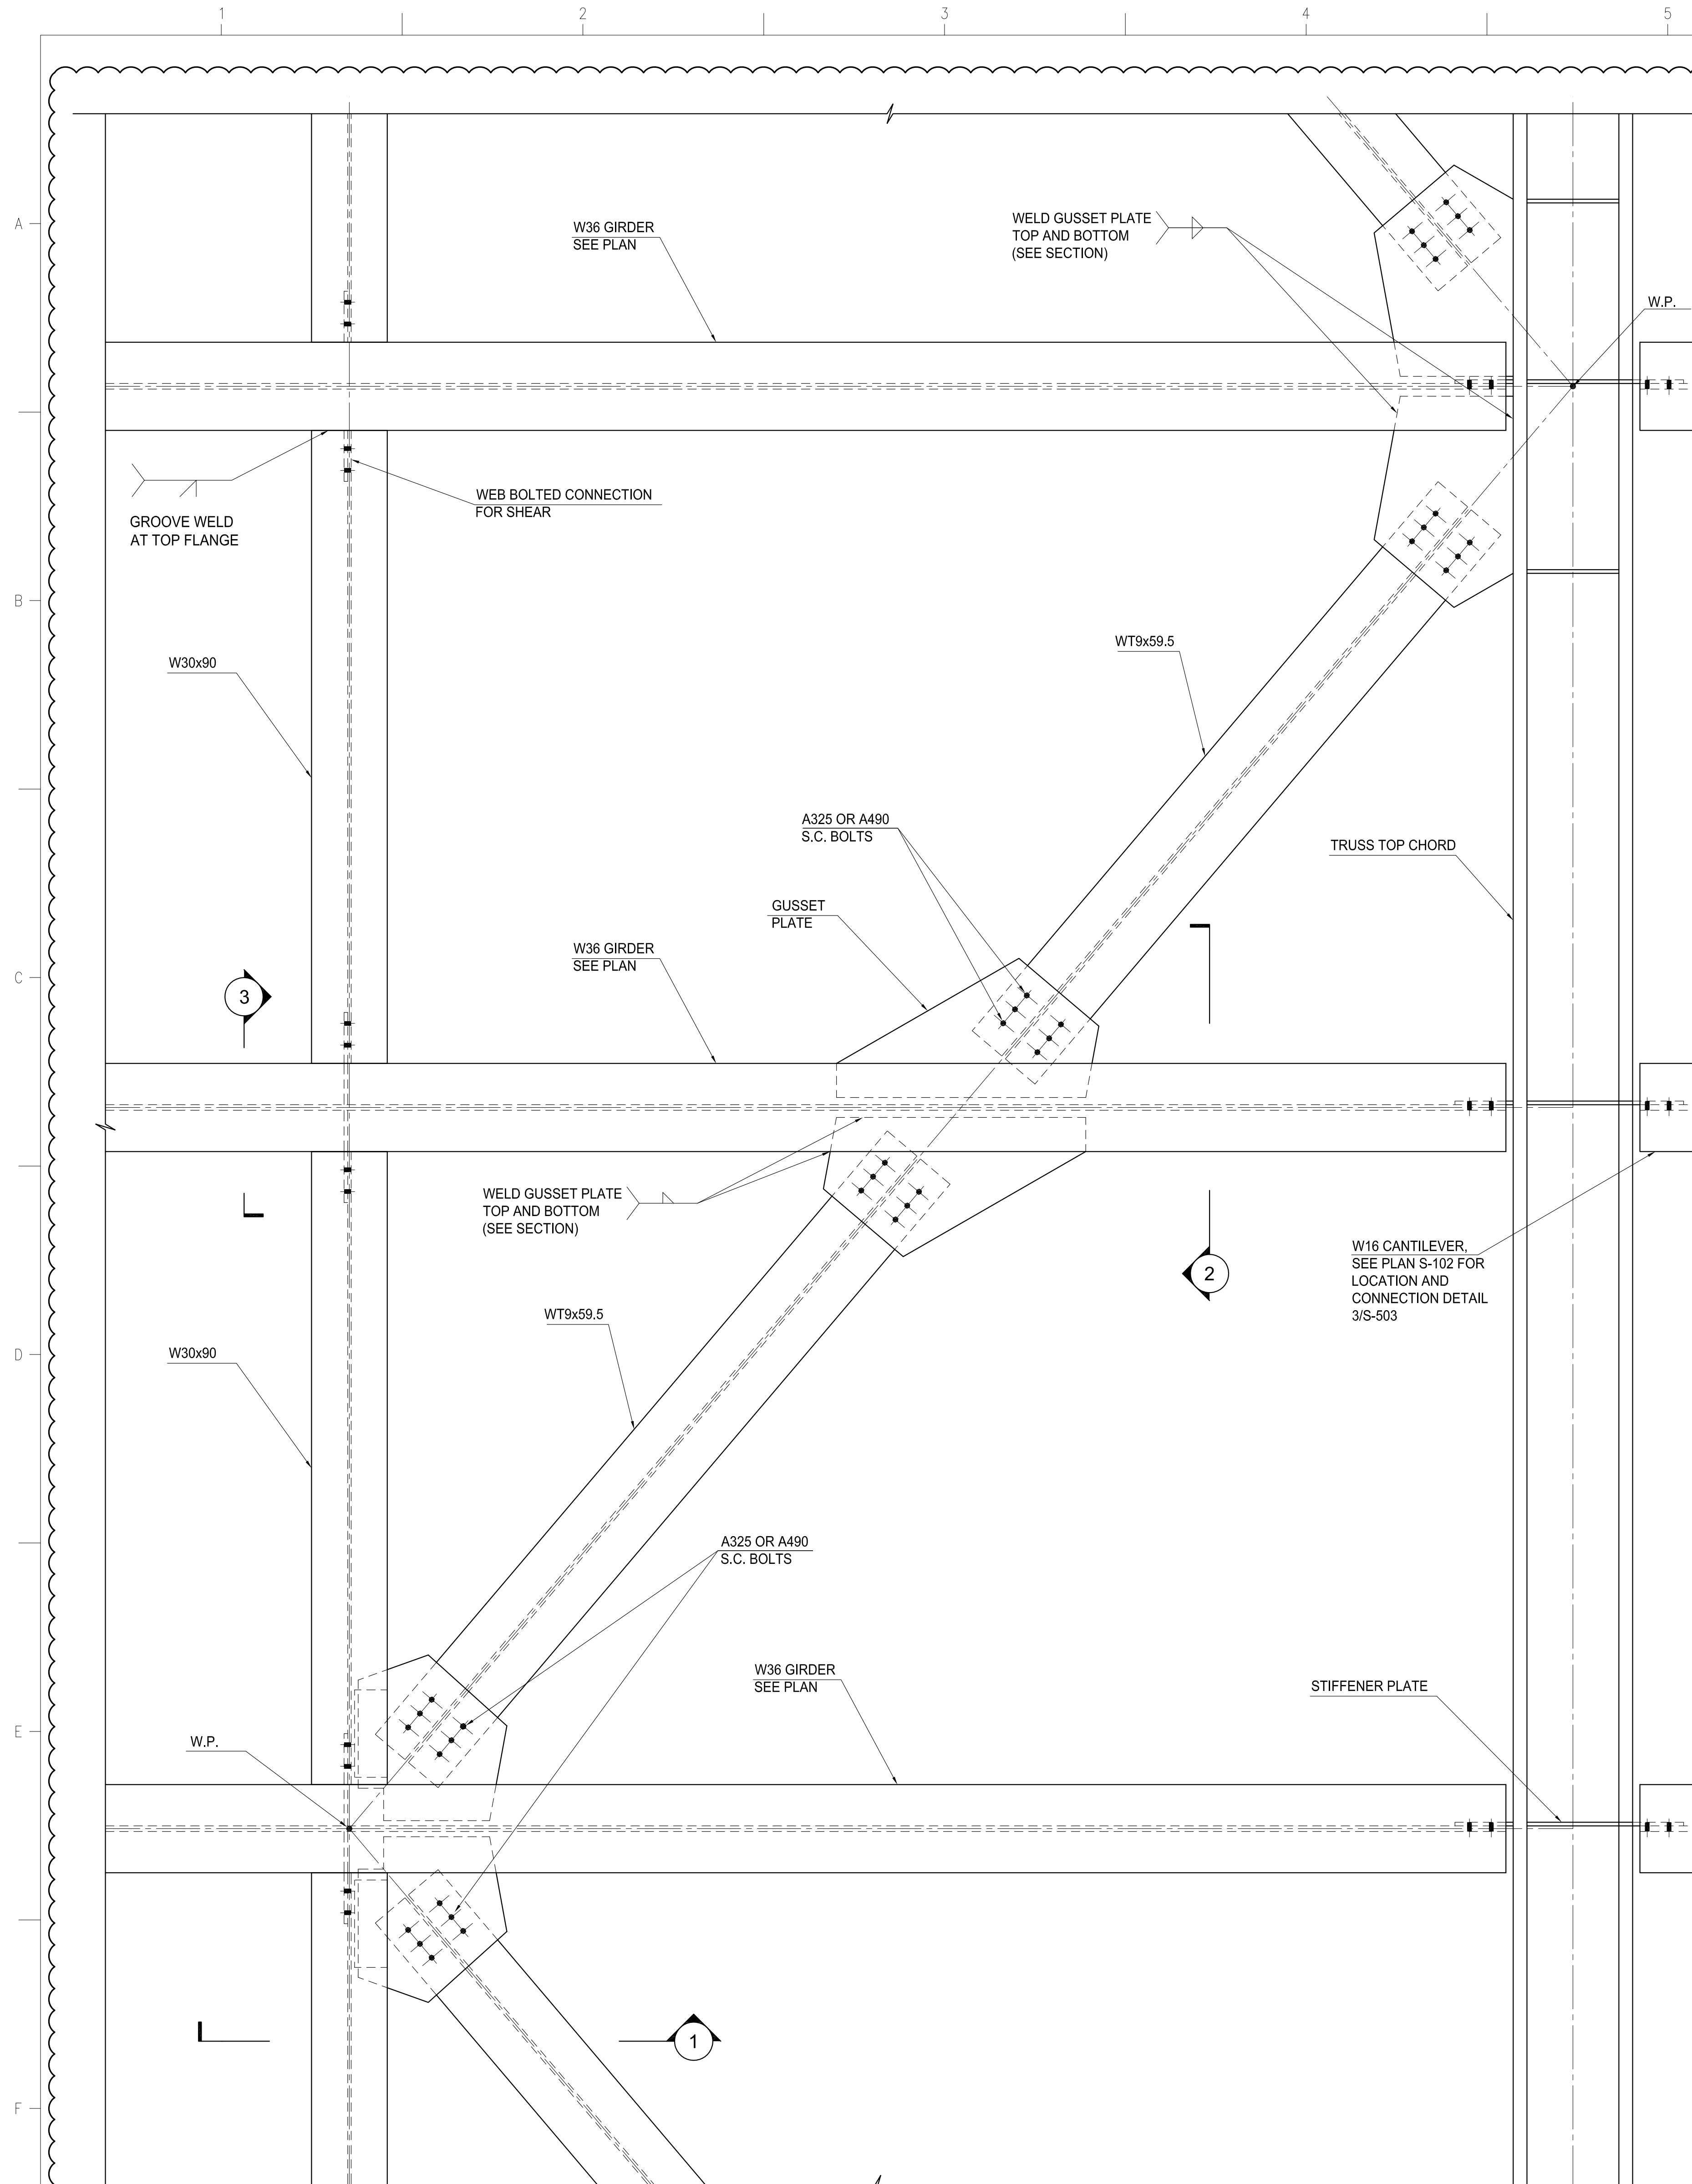 1
2
3
4
5
A
W36 GIRDER
SEE PLAN
WELD GUSSET PLATE
TOP AND BOTTOM
(SEE SECTION)
W.P.
GROOVE WELD
AT TOP FLANGE
WEB BOLTED CONNECTION
FOR SHEAR
B
W30x90
WT9x59.5
A325 OR A490
S.C. BOLTS
TRUSS TOP CHORD
GUSSET
PLATE
W36 GIRDER
SEE PLAN
C
3
WELD GUSSET PLATE
TOP AND BOTTOM
(SEE SECTION)
2
W16 CANTILEVER,
SEE PLAN S-102 FOR
LOCATION AND
CONNECTION DETAIL
3/S-503
WT9x59.5
D
W30x90
A325 OR A490
S.C. BOLTS
W36 GIRDER
SEE PLAN
STIFFENER PLATE
E
W.P.
1
F